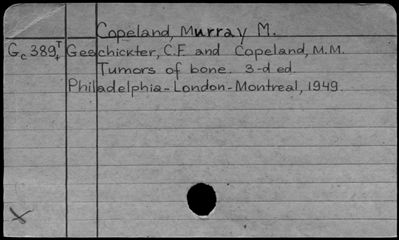 Copeland, Murray M.
Gc 389 T+ Geschickter, C.F. and Copeland, M.M.
Tumors of bone. 3-d ed.
Philadelphia-London-Montreal, 1949.